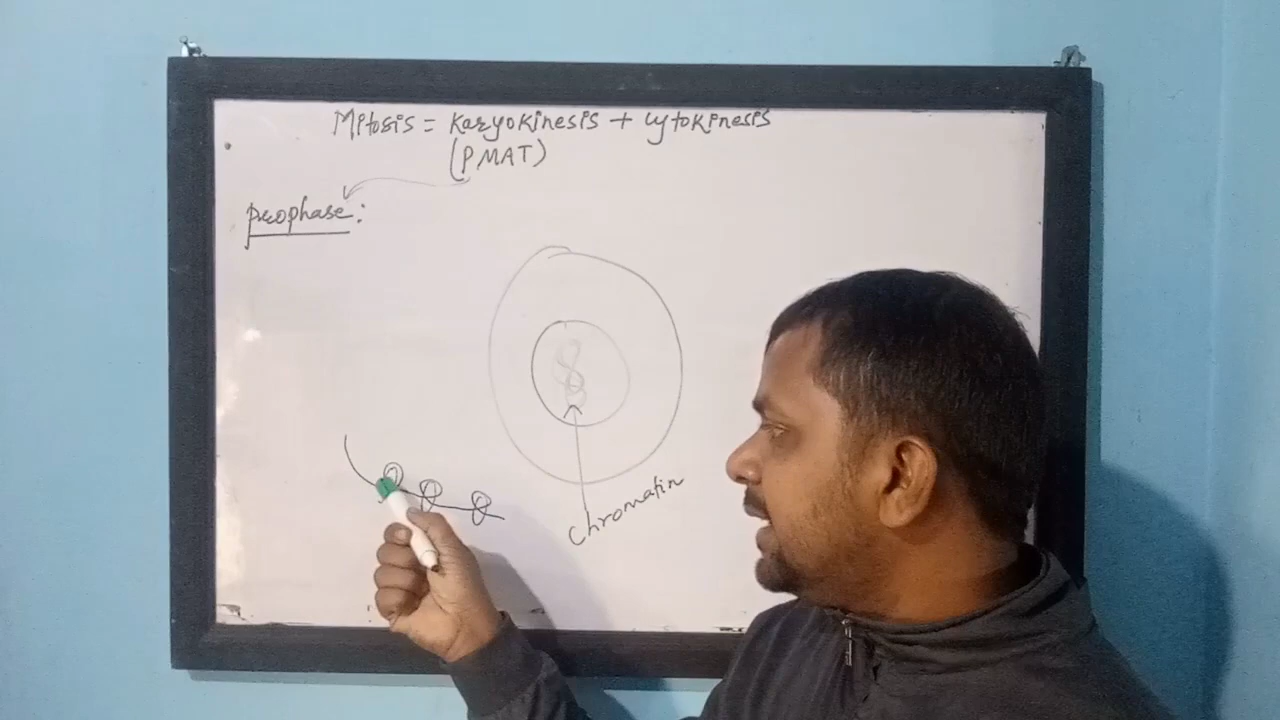 Mitosis = Karyokinesis + Cytokinesis
(PMAT)
Prophase:
Chromatin